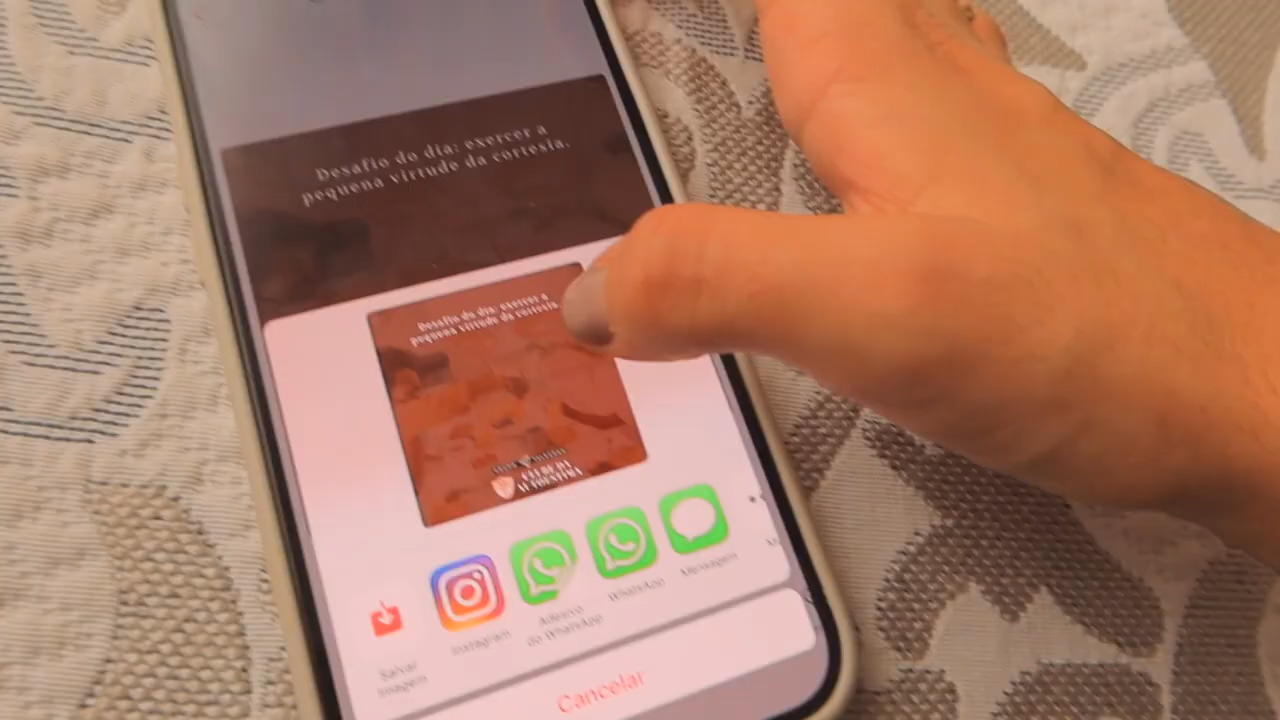 Desafio do dia: exercer a
pequena virtude da cortesia.
Desafio do dia: exercer a
pequena virtude da cortesia.
Salvar
Imagem
Instagram
Adesivo
do WhatsApp
WhatsApp
Mensagem
Cancelar